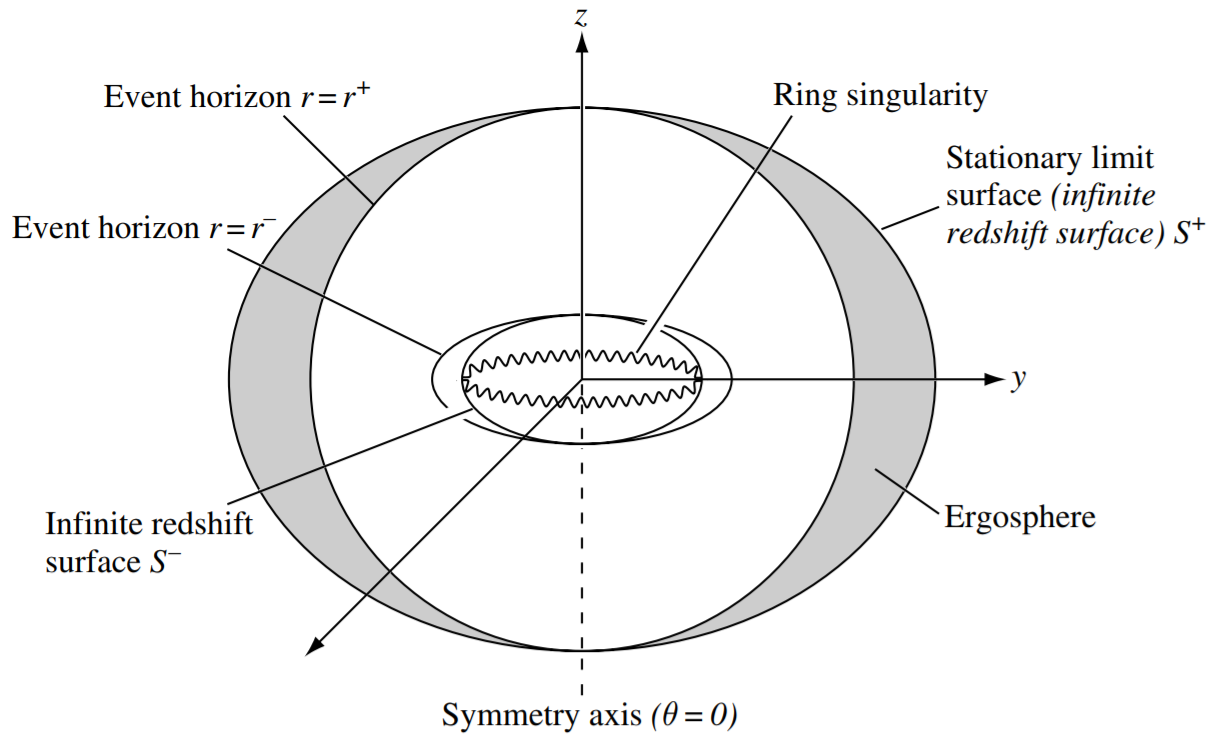 z
Event horizon r = r⁺
Ring singularity
Stationary limit
surface (infinite
redshift surface) S⁺
Event horizon r = r⁻
y
Infinite redshift
surface S⁻
Ergosphere
Symmetry axis (θ = 0)